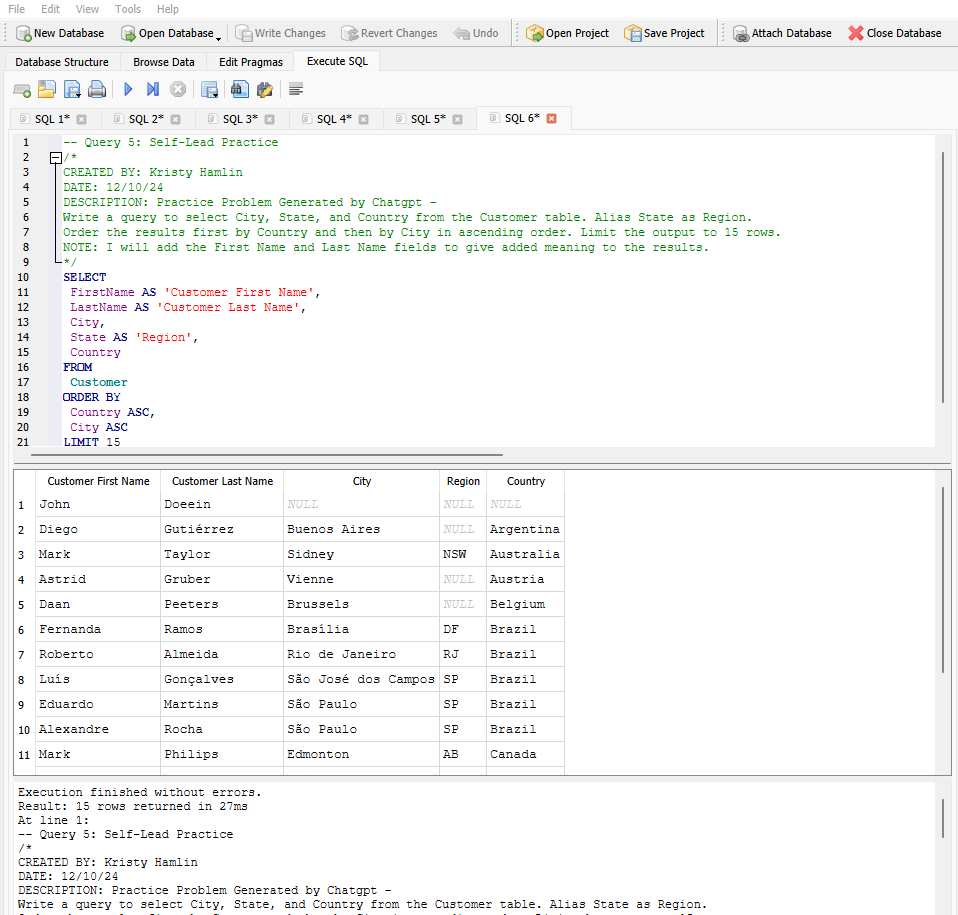 File Edit View Tools Help
New Database Open Database Write Changes Revert Changes Undo Open Project Save Project Attach Database Close Database
Database Structure Browse Data Edit Pragmas Execute SQL
SQL 1* SQL 2* SQL 3* SQL 4* SQL 5* SQL 6*
1 -- Query 5: Self-Lead Practice
2 /*
3 CREATED BY: Kristy Hamlin
4 DATE: 12/10/24
5 DESCRIPTION: Practice Problem Generated by Chatgpt -
6 Write a query to select City, State, and Country from the Customer table. Alias State as Region.
7 Order the results first by Country and then by City in ascending order. Limit the output to 15 rows.
8 NOTE: I will add the First Name and Last Name fields to give added meaning to the results.
9 */
10 SELECT
11 FirstName AS 'Customer First Name',
12 LastName AS 'Customer Last Name',
13 City,
14 State AS 'Region',
15 Country
16 FROM
17 Customer
18 ORDER BY
19 Country ASC,
20 City ASC
21 LIMIT 15
Customer First Name Customer Last Name City Region Country
1 John Doeein NULL NULL NULL
2 Diego Gutiérrez Buenos Aires NULL Argentina
3 Mark Taylor Sidney NSW Australia
4 Astrid Gruber Vienne NULL Austria
5 Daan Peeters Brussels NULL Belgium
6 Fernanda Ramos Brasília DF Brazil
7 Roberto Almeida Rio de Janeiro RJ Brazil
8 Luís Gonçalves São José dos Campos SP Brazil
9 Eduardo Martins São Paulo SP Brazil
10 Alexandre Rocha São Paulo SP Brazil
11 Mark Philips Edmonton AB Canada
Execution finished without errors.
Result: 15 rows returned in 27ms
At line 1:
-- Query 5: Self-Lead Practice
/*
CREATED BY: Kristy Hamlin
DATE: 12/10/24
DESCRIPTION: Practice Problem Generated by Chatgpt -
Write a query to select City, State, and Country from the Customer table. Alias State as Region.